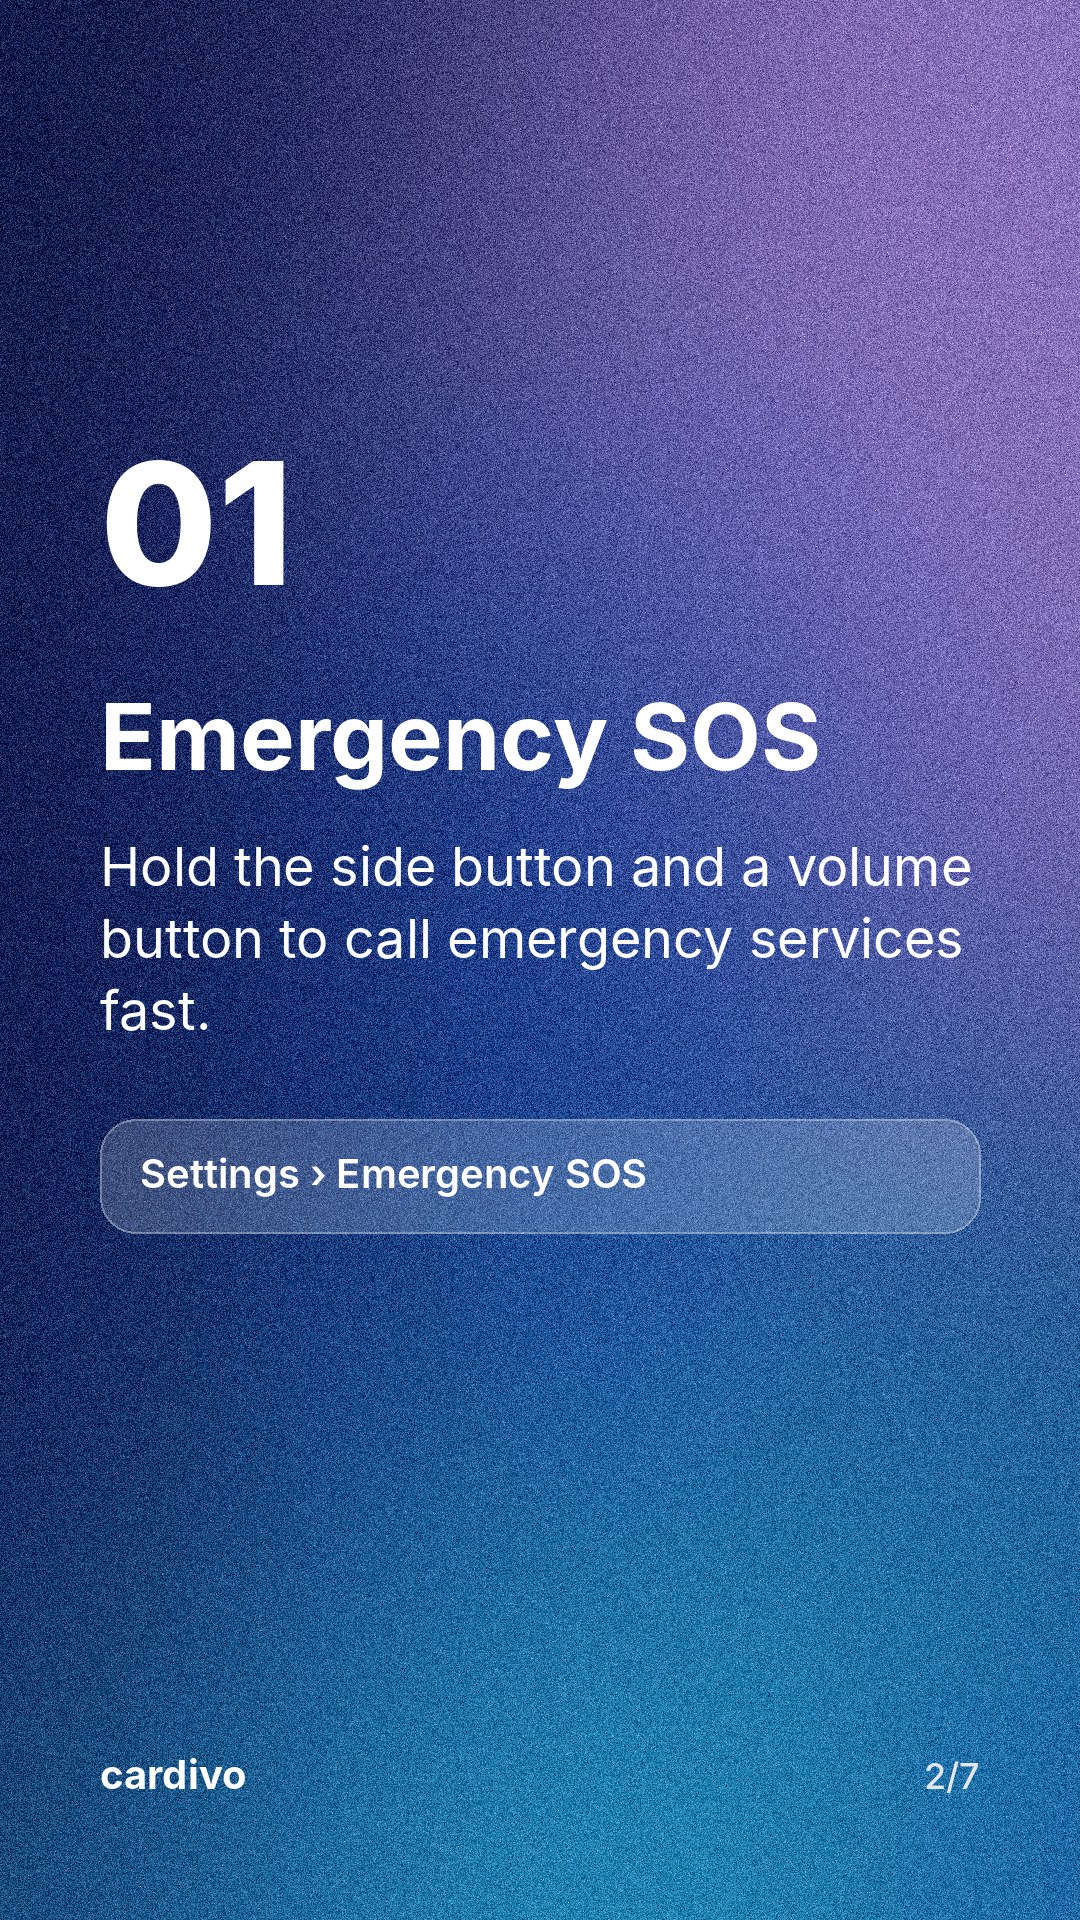 01
Emergency SOS
Hold the side button and a volume
button to call emergency services
fast.
Settings › Emergency SOS
cardivo
2/7